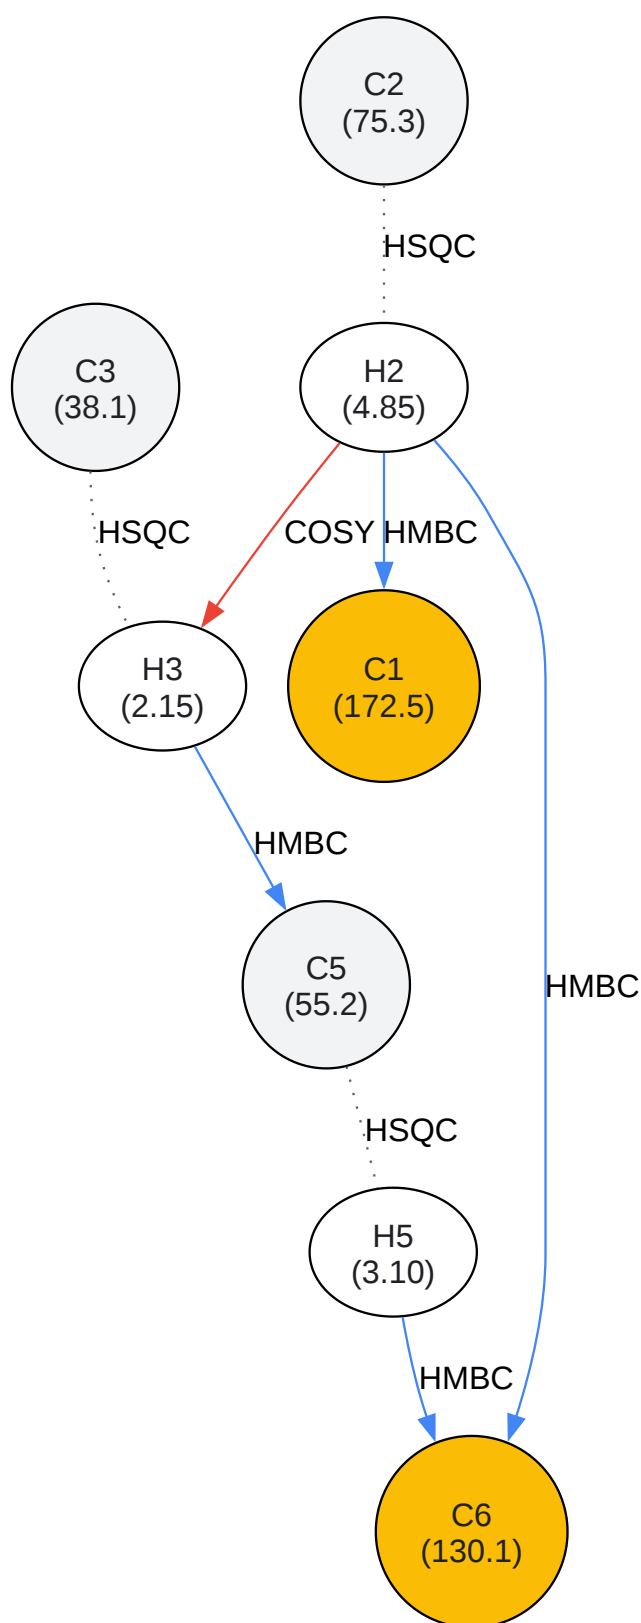 C2
(75.3)
HSQC
C3
(38.1)
H2
(4.85)
HSQC
COSY
HMBC
H3
(2.15)
C1
(172.5)
HMBC
C5
(55.2)
HMBC
HSQC
H5
(3.10)
HMBC
C6
(130.1)